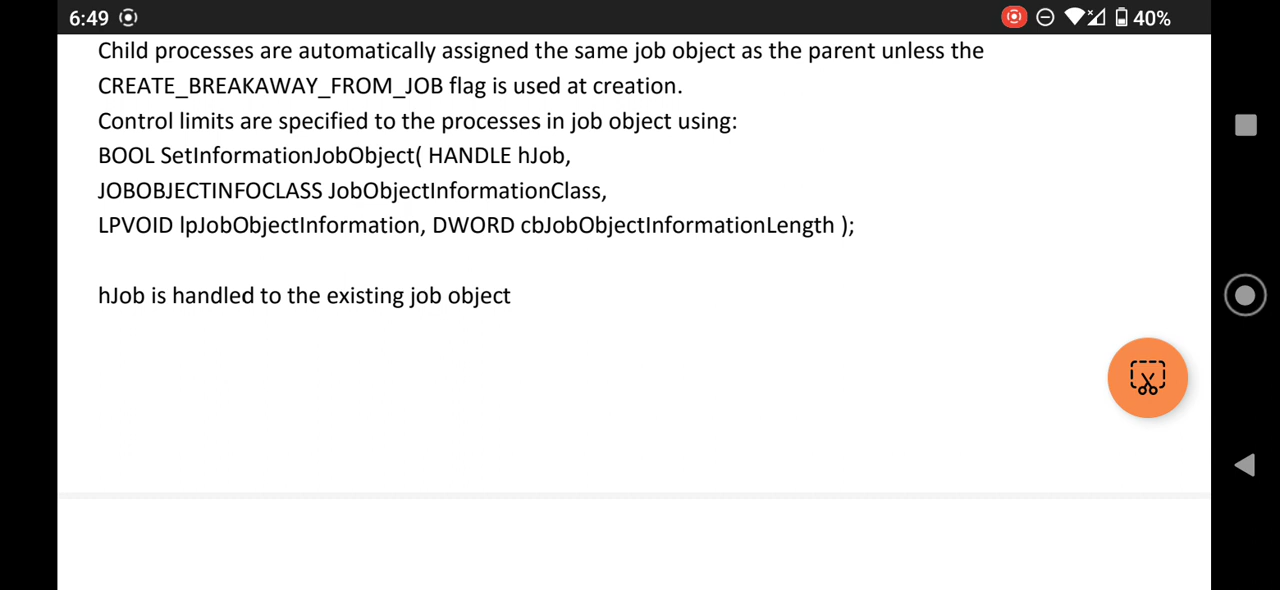 6:49
40%
Child processes are automatically assigned the same job object as the parent unless the
CREATE_BREAKAWAY_FROM_JOB flag is used at creation.
Control limits are specified to the processes in job object using:
BOOL SetInformationJobObject( HANDLE hJob,
JOBOBJECTINFOCLASS JobObjectInformationClass,
LPVOID lpJobObjectInformation, DWORD cbJobObjectInformationLength );
hJob is handled to the existing job object